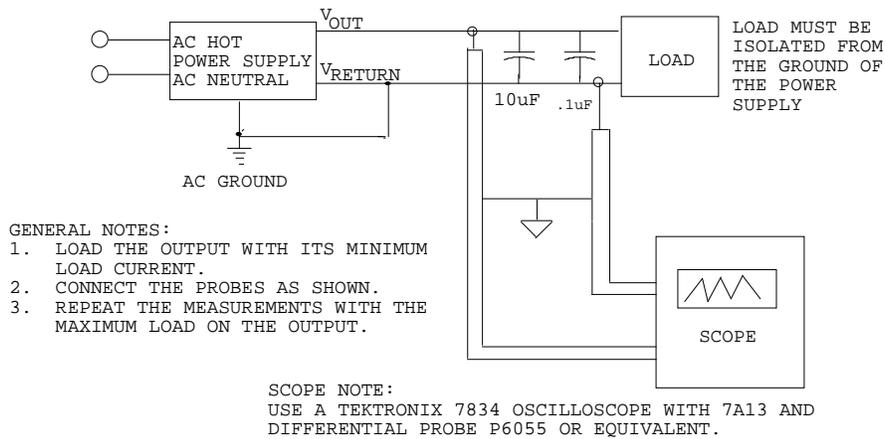 V
OUT
AC HOT
POWER SUPPLY
AC NEUTRAL
V
RETURN
10uF
.1uF
LOAD
LOAD MUST BE
ISOLATED FROM
THE GROUND OF
THE POWER
SUPPLY
AC GROUND
GENERAL NOTES:
1. LOAD THE OUTPUT WITH ITS MINIMUM
LOAD CURRENT.
2. CONNECT THE PROBES AS SHOWN.
3. REPEAT THE MEASUREMENTS WITH THE
MAXIMUM LOAD ON THE OUTPUT.
SCOPE
SCOPE NOTE:
USE A TEKTRONIX 7834 OSCILLOSCOPE WITH 7A13 AND
DIFFERENTIAL PROBE P6055 OR EQUIVALENT.